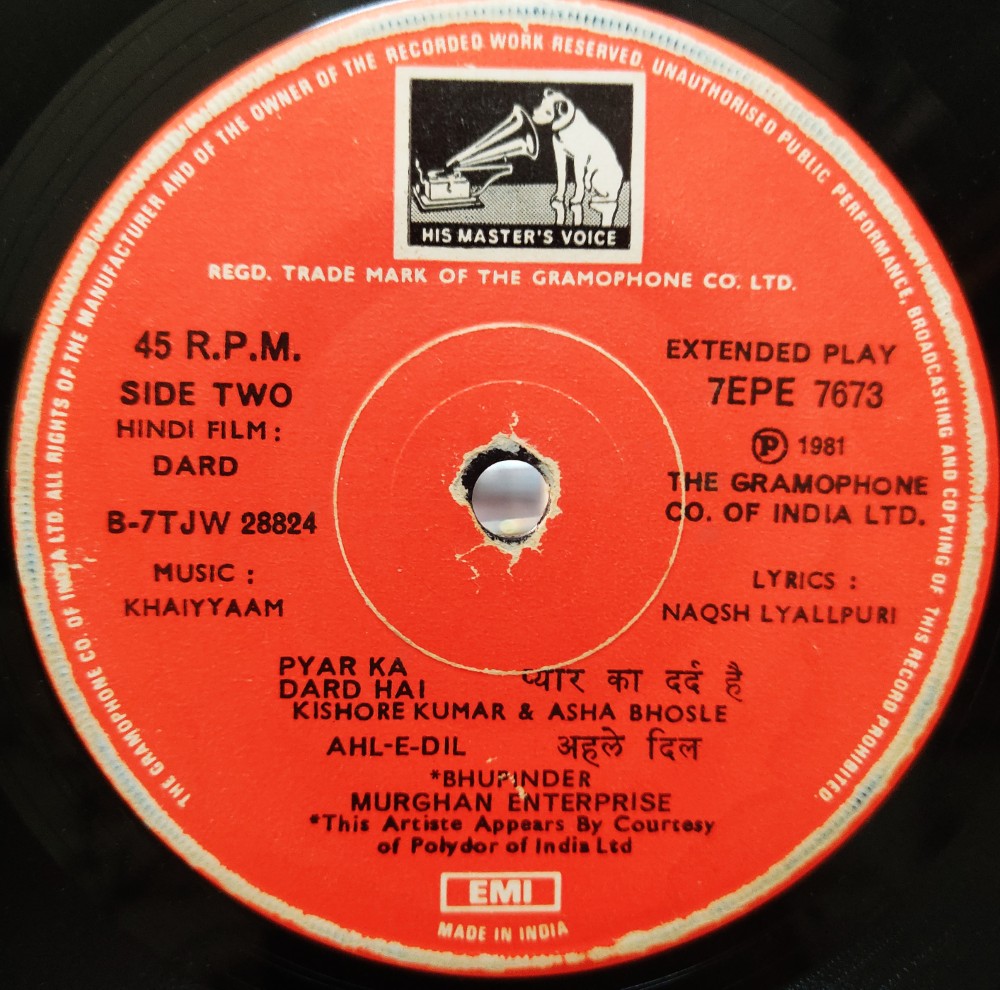 THE GRAMOPHONE CO. OF INDIA LTD. ALL RIGHTS OF THE MANUFACTURER AND OF THE OWNER OF THE RECORDED WORK RESERVED. UNAUTHORISED PUBLIC PERFORMANCE, BROADCASTING AND COPYING OF THIS RECORD PROHIBITED.
HIS MASTER'S VOICE
REGD. TRADE MARK OF THE GRAMOPHONE CO. LTD.
45 R.P.M.
SIDE TWO
HINDI FILM:
DARD
B-7TJW 28824
MUSIC :
KHAIYYAAM
EXTENDED PLAY
7EPE 7673
℗ 1981
THE GRAMOPHONE
CO. OF INDIA LTD.
LYRICS :
NAQSH LYALLPURI
PYAR KA
DARD HAI प्यार का दर्द है
KISHORE KUMAR & ASHA BHOSLE
AHL-E-DIL अहले दिल
*BHUPINDER
MURGHAN ENTERPRISE
*This Artiste Appears By Courtesy
of Polydor of India Ltd
EMI
MADE IN INDIA